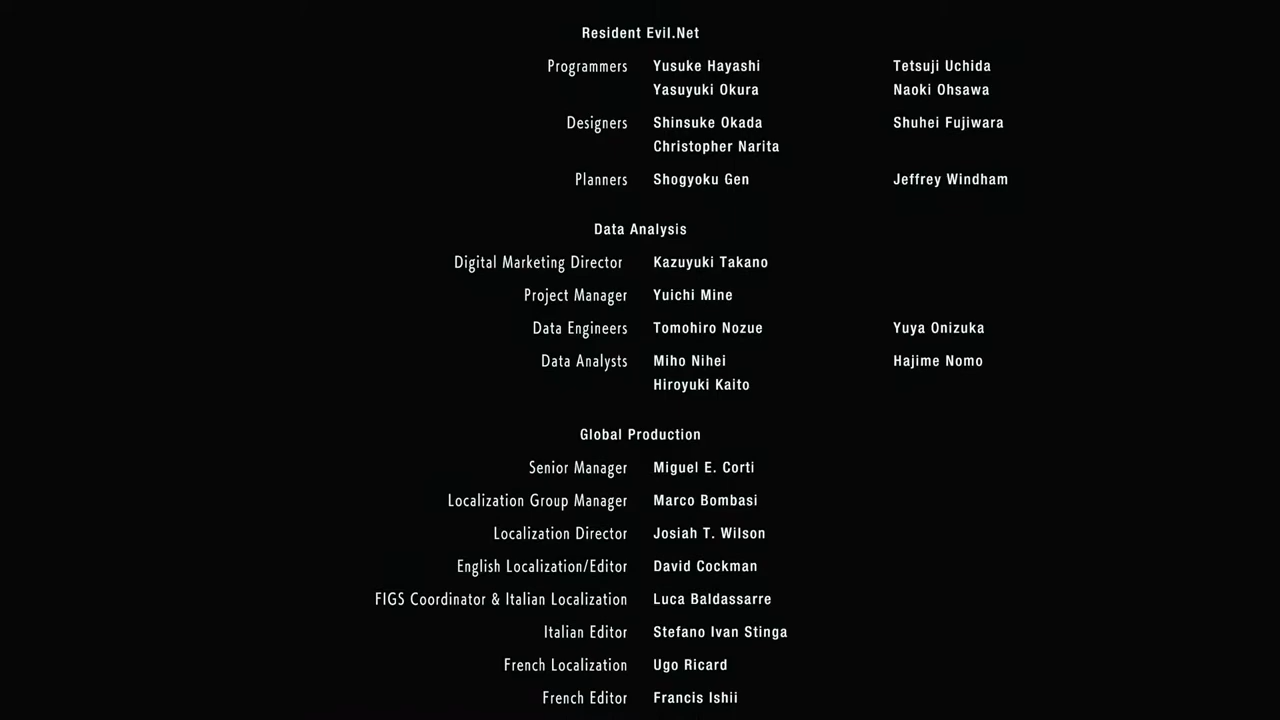 Resident Evil.Net
Programmers Yusuke Hayashi Tetsuji Uchida
Yasuyuki Okura Naoki Ohsawa
Designers Shinsuke Okada Shuhei Fujiwara
Christopher Narita
Planners Shogyoku Gen Jeffrey Windham
Data Analysis
Digital Marketing Director Kazuyuki Takano
Project Manager Yuichi Mine
Data Engineers Tomohiro Nozue Yuya Onizuka
Data Analysts Miho Nihei Hajime Nomo
Hiroyuki Kaito
Global Production
Senior Manager Miguel E. Corti
Localization Group Manager Marco Bombasi
Localization Director Josiah T. Wilson
English Localization/Editor David Cockman
FIGS Coordinator & Italian Localization Luca Baldassarre
Italian Editor Stefano Ivan Stinga
French Localization Ugo Ricard
French Editor Francis Ishii